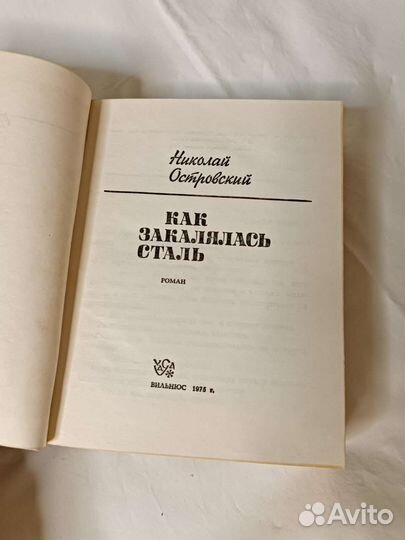 Николай
Островский
КАК
ЗАКАЛЯЛАСЬ
СТАЛЬ
РОМАН
ВИЛЬНЮС 1975 г.
Avito